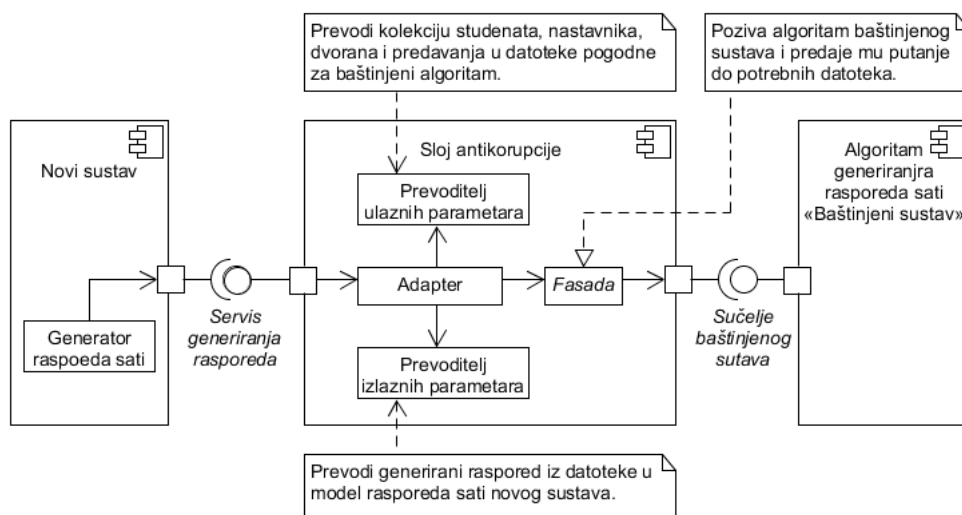 Prevodi kolekciju studenata, nastavnika,
dvorana i predavanja u datoteke pogodne
za baštinjeni algoritam.
Poziva algoritam baštinjenog
sustava i predaje mu putanje
do potrebnih datoteka.
Novi sustav
Sloj antikorupcije
Algoritam
generiranjra
rasporeda sati
«Baštinjeni sustav»
Prevoditelj
ulaznih parametara
Adapter
Fasada
Generator
raspoeda sati
Servis
generiranja
rasporeda
Sučelje
baštinjenog
sutava
Prevoditelj
izlaznih parametara
Prevodi generirani raspored iz datoteke u
model rasporeda sati novog sustava.